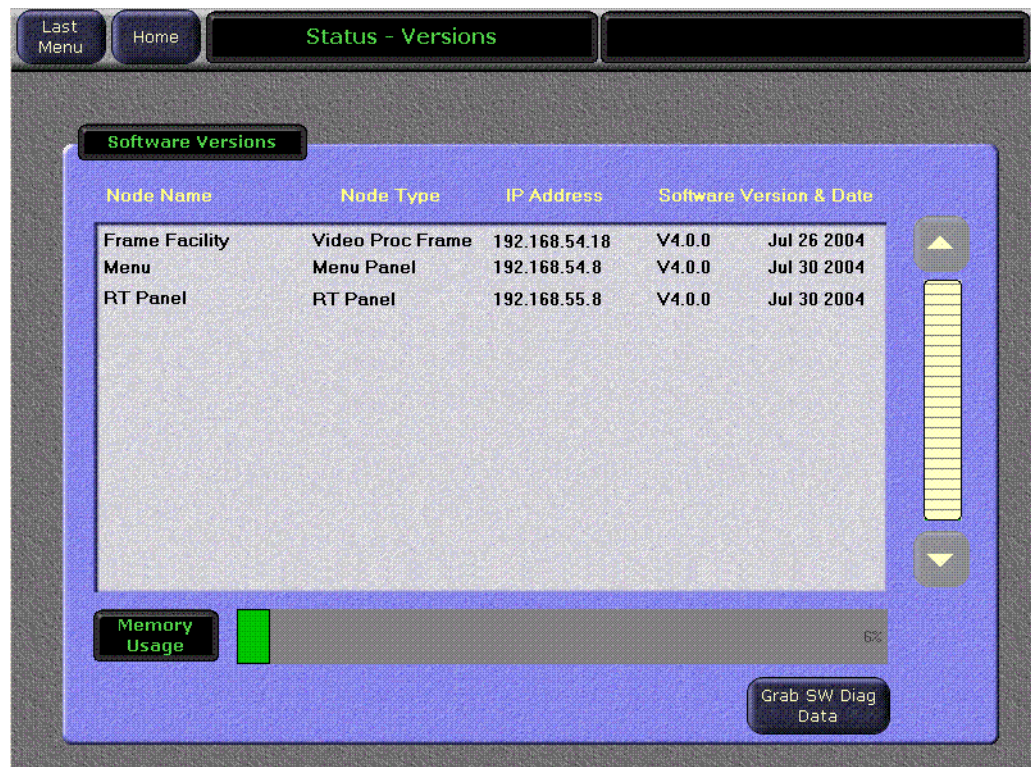 Last
Menu
Home
Status - Versions
Software Versions
Node Name Node Type IP Address Software Version & Date
Frame Facility Video Proc Frame 192.168.54.18 V4.0.0 Jul 26 2004
Menu Menu Panel 192.168.54.8 V4.0.0 Jul 30 2004
RT Panel RT Panel 192.168.55.8 V4.0.0 Jul 30 2004
Memory
Usage
6%
Grab SW Diag
Data